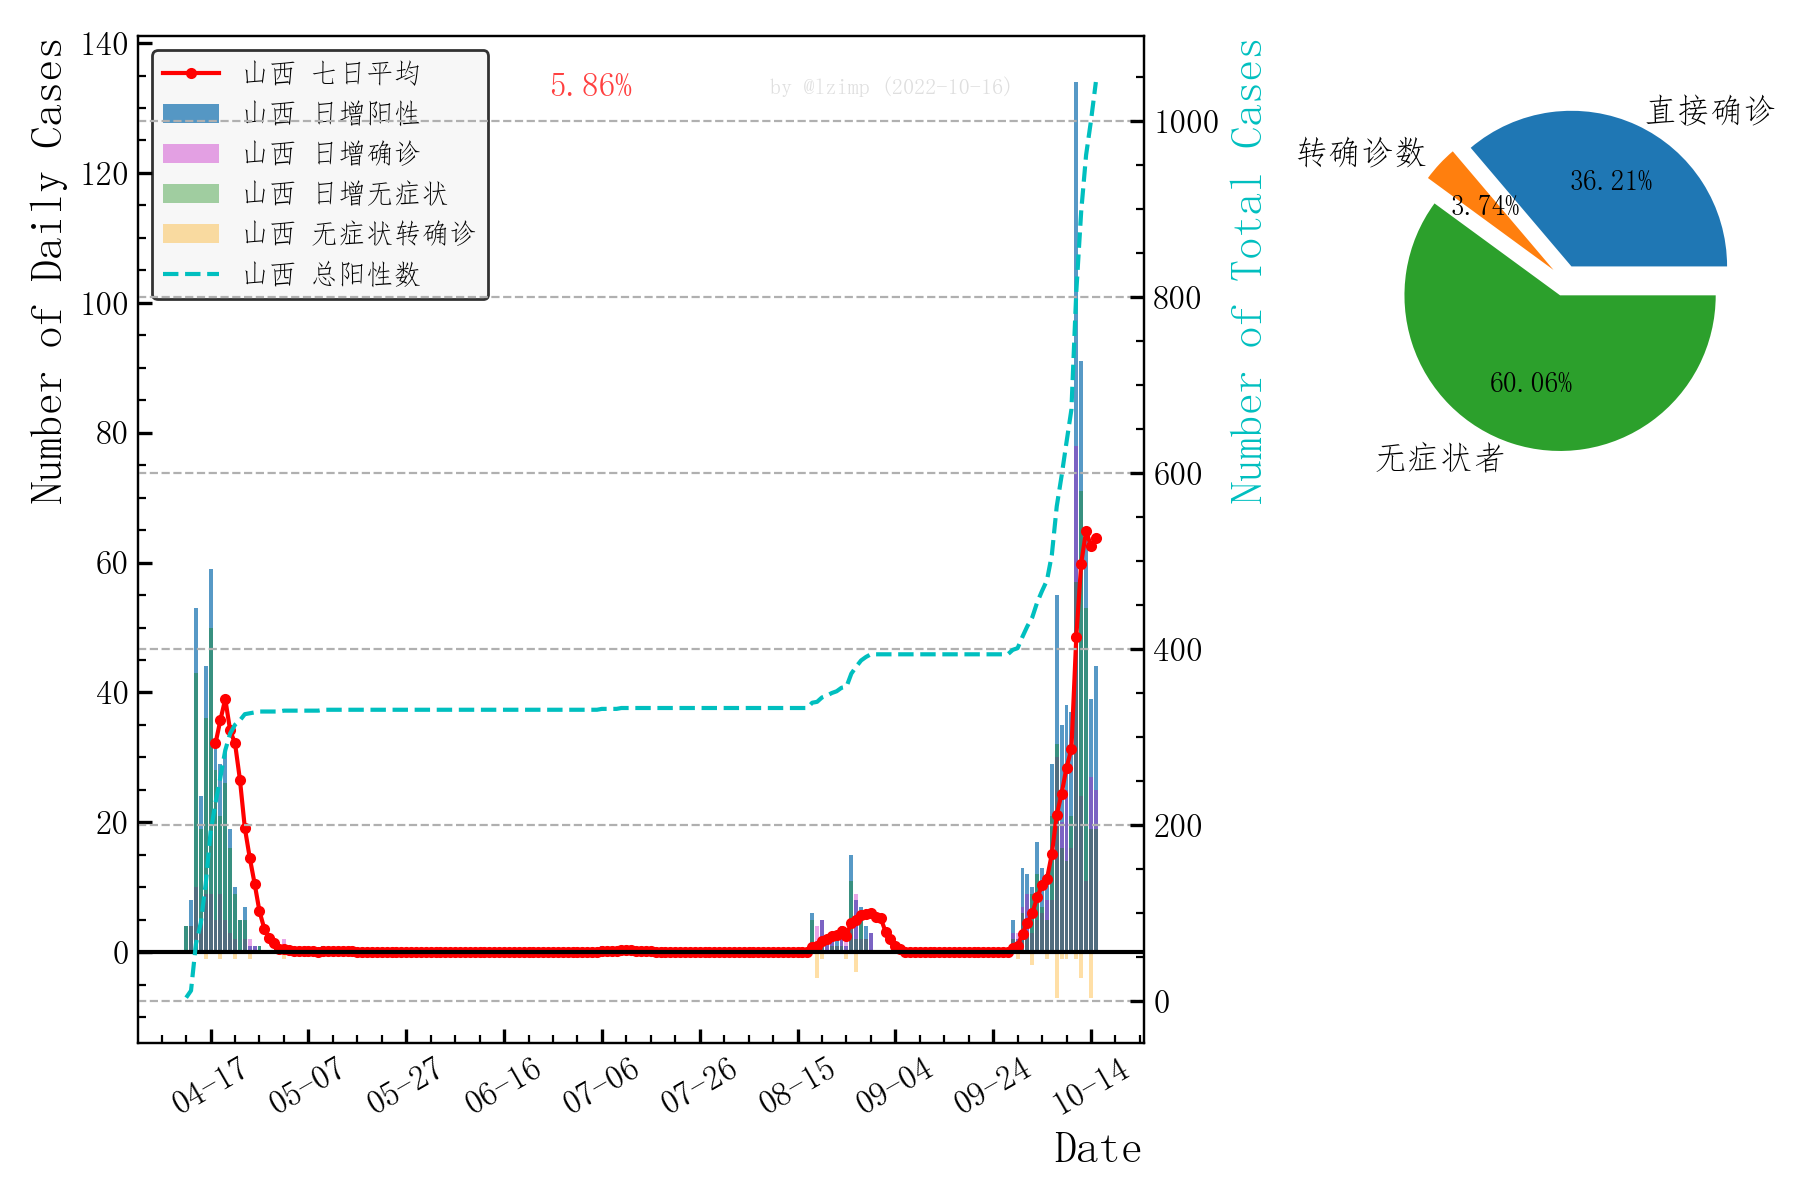 Number of Daily Cases
140
120
100
80
60
40
20
0
山西 七日平均
山西 日增阳性
山西 日增确诊
山西 日增无症状
山西 无症状转确诊
山西 总阳性数
5.86%
by @lzimp (2022-10-16)
1000
800
600
400
200
0
Number of Total Cases
04-17
05-07
05-27
06-16
07-06
07-26
08-15
09-04
09-24
10-14
Date
直接确诊
36.21%
转确诊数
3.74%
60.06%
无症状者